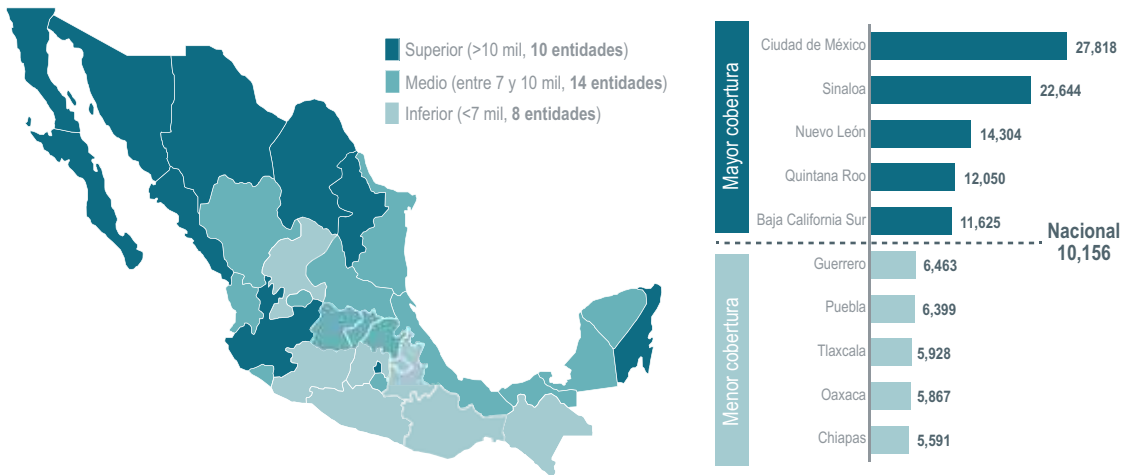 Superior (>10 mil, 10 entidades)
Medio (entre 7 y 10 mil, 14 entidades)
Inferior (<7 mil, 8 entidades)
Mayor cobertura
Ciudad de México 27,818
Sinaloa 22,644
Nuevo León 14,304
Quintana Roo 12,050
Baja California Sur 11,625
Nacional
10,156
Menor cobertura
Guerrero 6,463
Puebla 6,399
Tlaxcala 5,928
Oaxaca 5,867
Chiapas 5,591